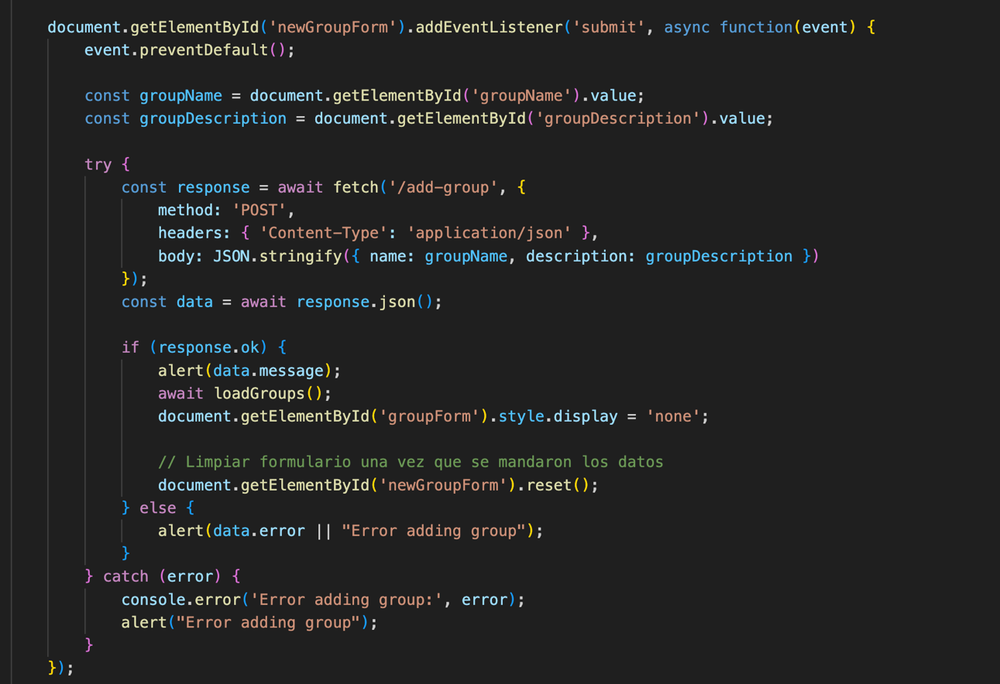 document.getElementById('newGroupForm').addEventListener('submit', async function(event) {
    event.preventDefault();

    const groupName = document.getElementById('groupName').value;
    const groupDescription = document.getElementById('groupDescription').value;

    try {
        const response = await fetch('/add-group', {
            method: 'POST',
            headers: { 'Content-Type': 'application/json' },
            body: JSON.stringify({ name: groupName, description: groupDescription })
        });
        const data = await response.json();

        if (response.ok) {
            alert(data.message);
            await loadGroups();
            document.getElementById('groupForm').style.display = 'none';

            // Limpiar formulario una vez que se mandaron los datos
            document.getElementById('newGroupForm').reset();
        } else {
            alert(data.error || "Error adding group");
        }
    } catch (error) {
        console.error('Error adding group:', error);
        alert("Error adding group");
    }
});